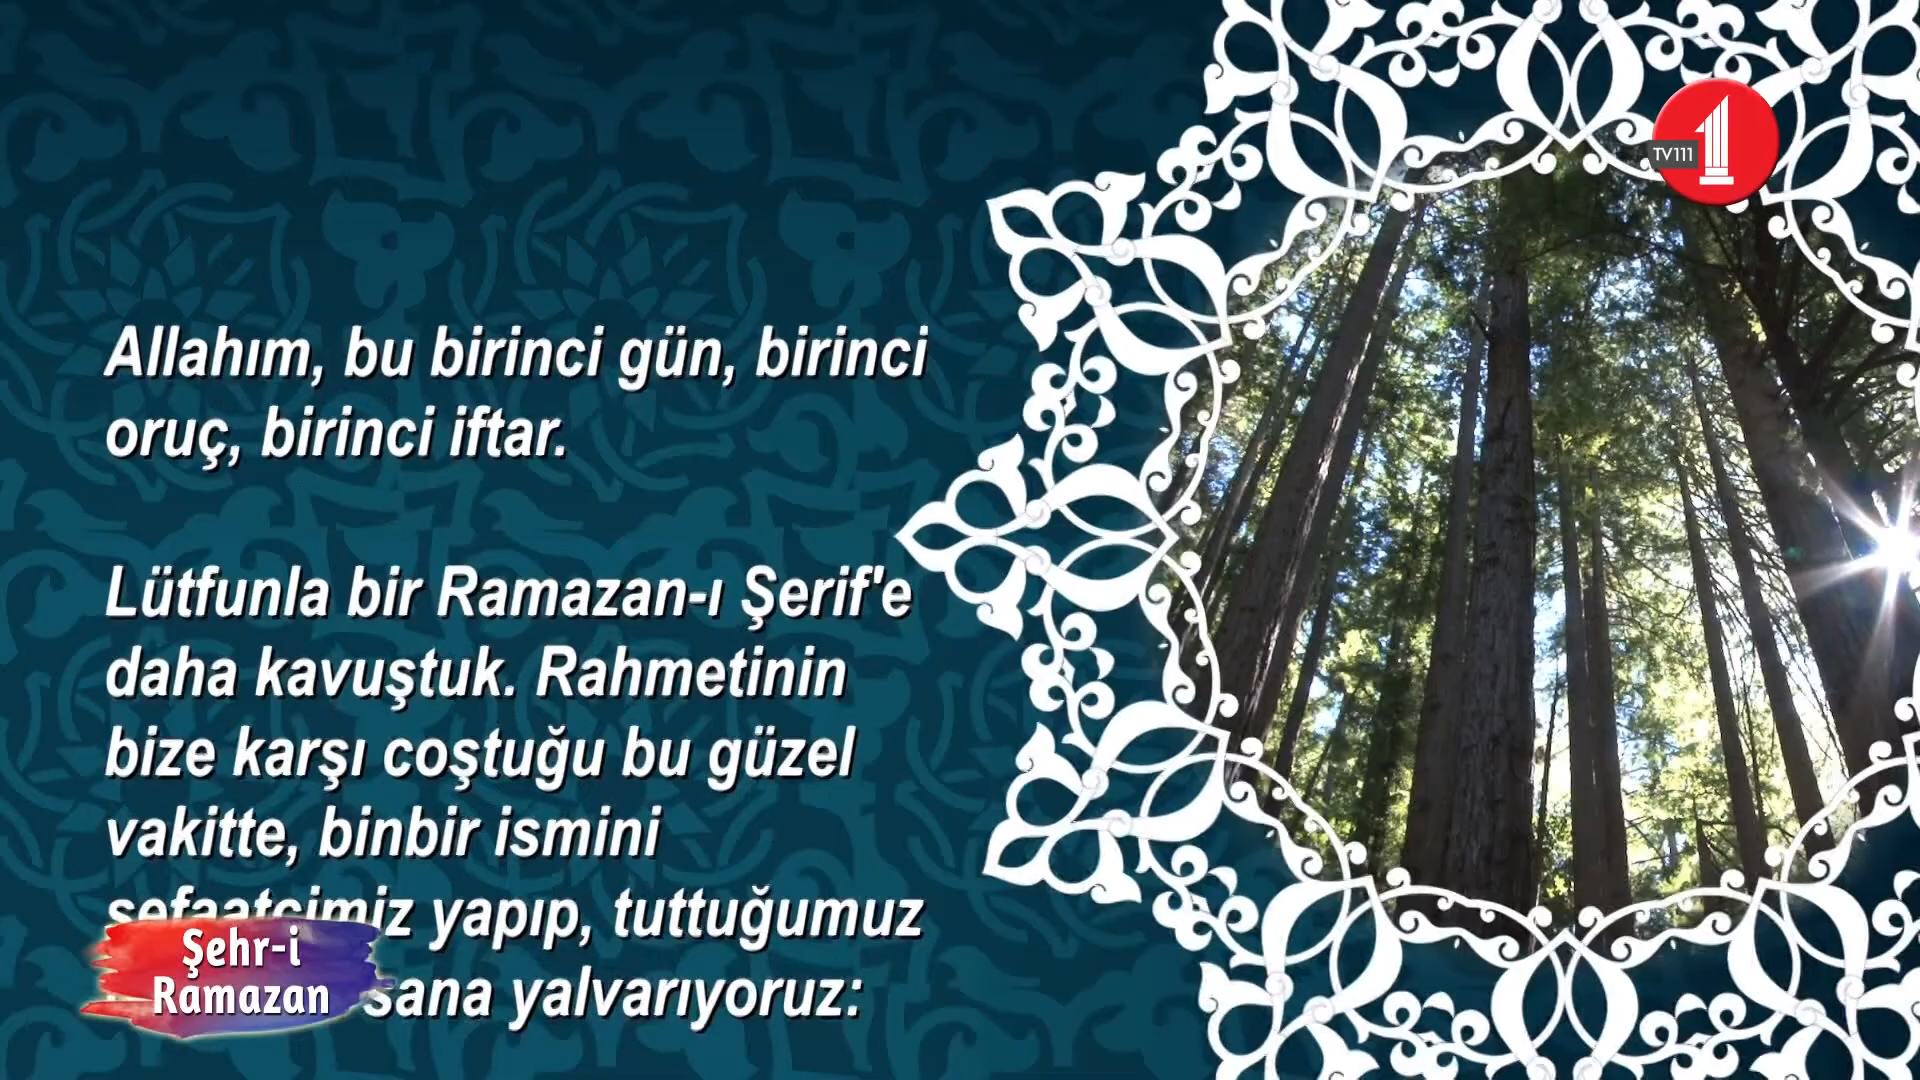 TV111
Allahım, bu birinci gün, birinci
oruç, birinci iftar.
Lütfunla bir Ramazan-ı Şerif'e
daha kavuştuk. Rahmetinin
bize karşı coştuğu bu güzel
vakitte, binbir ismini
yapıp, tuttuğumuz
sana yalvarıyoruz:
Şehr-i
Ramazan